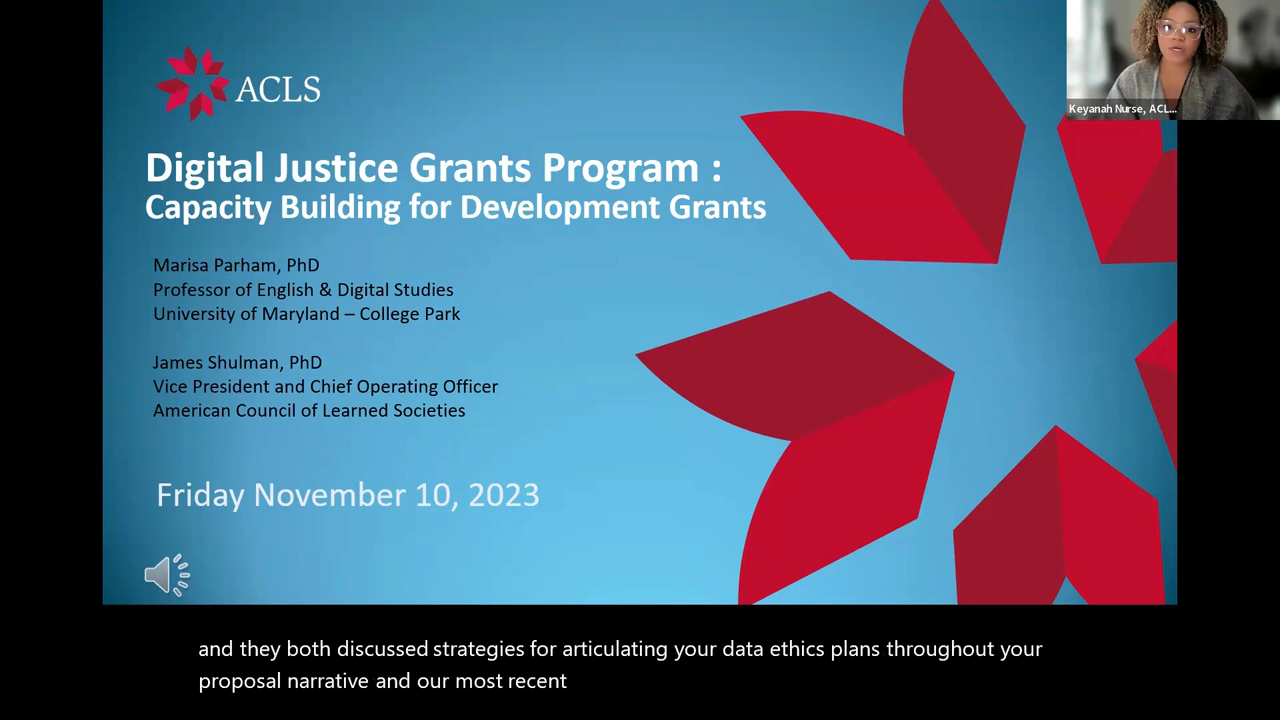 ACLS
Keyanah Nurse, ACL...
Digital Justice Grants Program :
Capacity Building for Development Grants
Marisa Parham, PhD
Professor of English & Digital Studies
University of Maryland – College Park
James Shulman, PhD
Vice President and Chief Operating Officer
American Council of Learned Societies
Friday November 10, 2023
and they both discussed strategies for articulating your data ethics plans throughout your
proposal narrative and our most recent